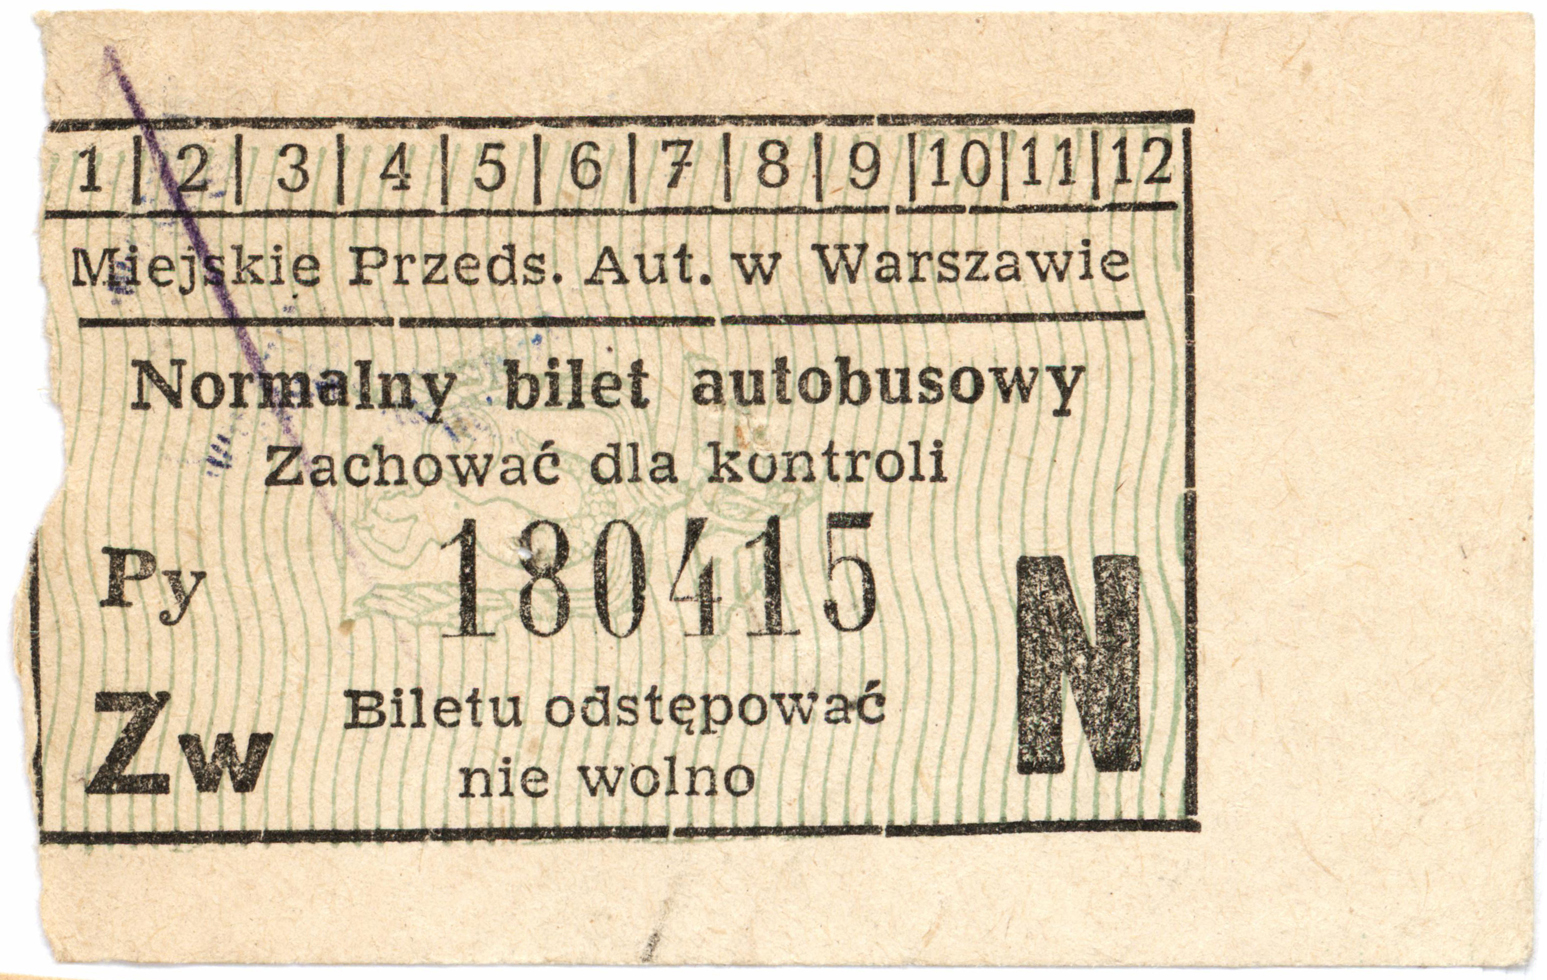 1 | 2 | 3 | 4 | 5 | 6 | 7 | 8 | 9 | 10 | 11 | 12
Miejskie Przeds. Aut. w Warszawie
Normalny bilet autobusowy
Zachować dla kontroli
Py 180415
Zw N
Biletu odstępować
nie wolno